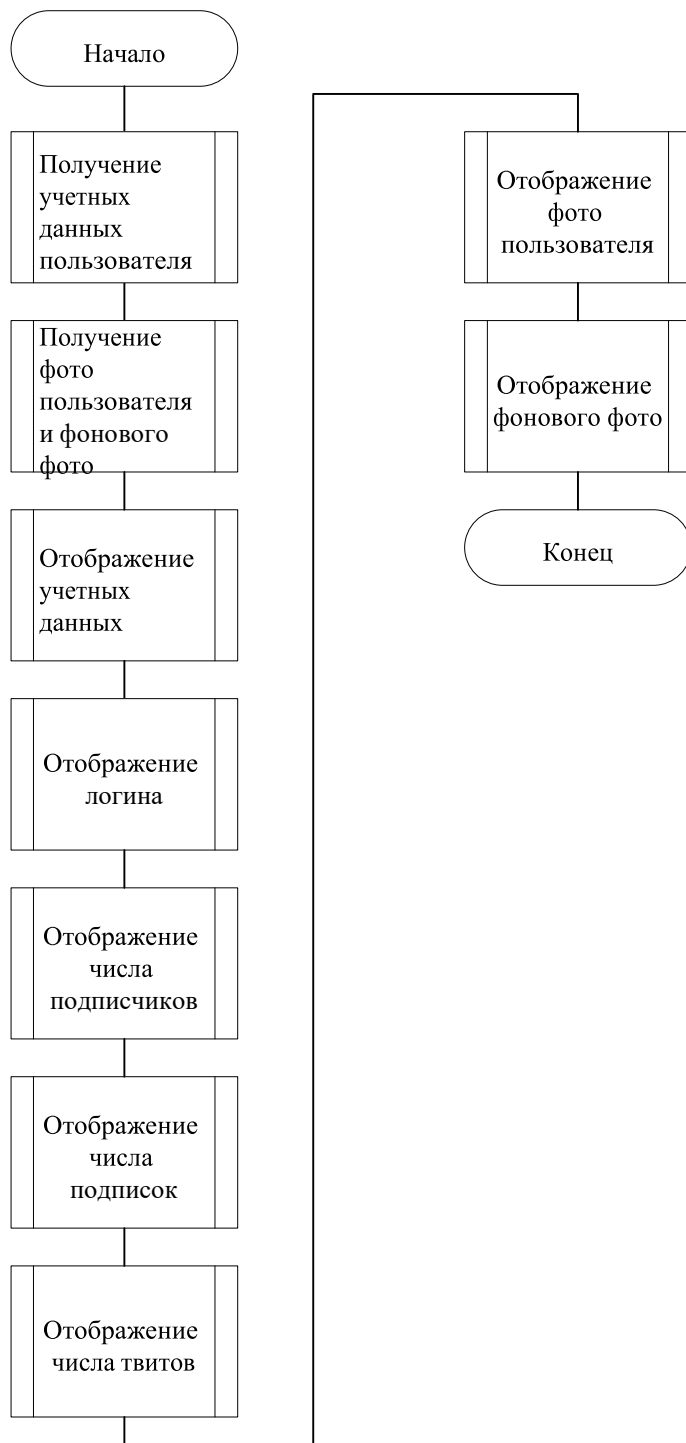 Начало
Получение
учетных
данных
пользователя
Получение
фото
пользователя
и фонового
фото
Отображение
учетных
данных
Отображение
логина
Отображение
числа
подписчиков
Отображение
числа
подписок
Отображение
числа твитов
Отображение
фото
пользователя
Отображение
фонового фото
Конец